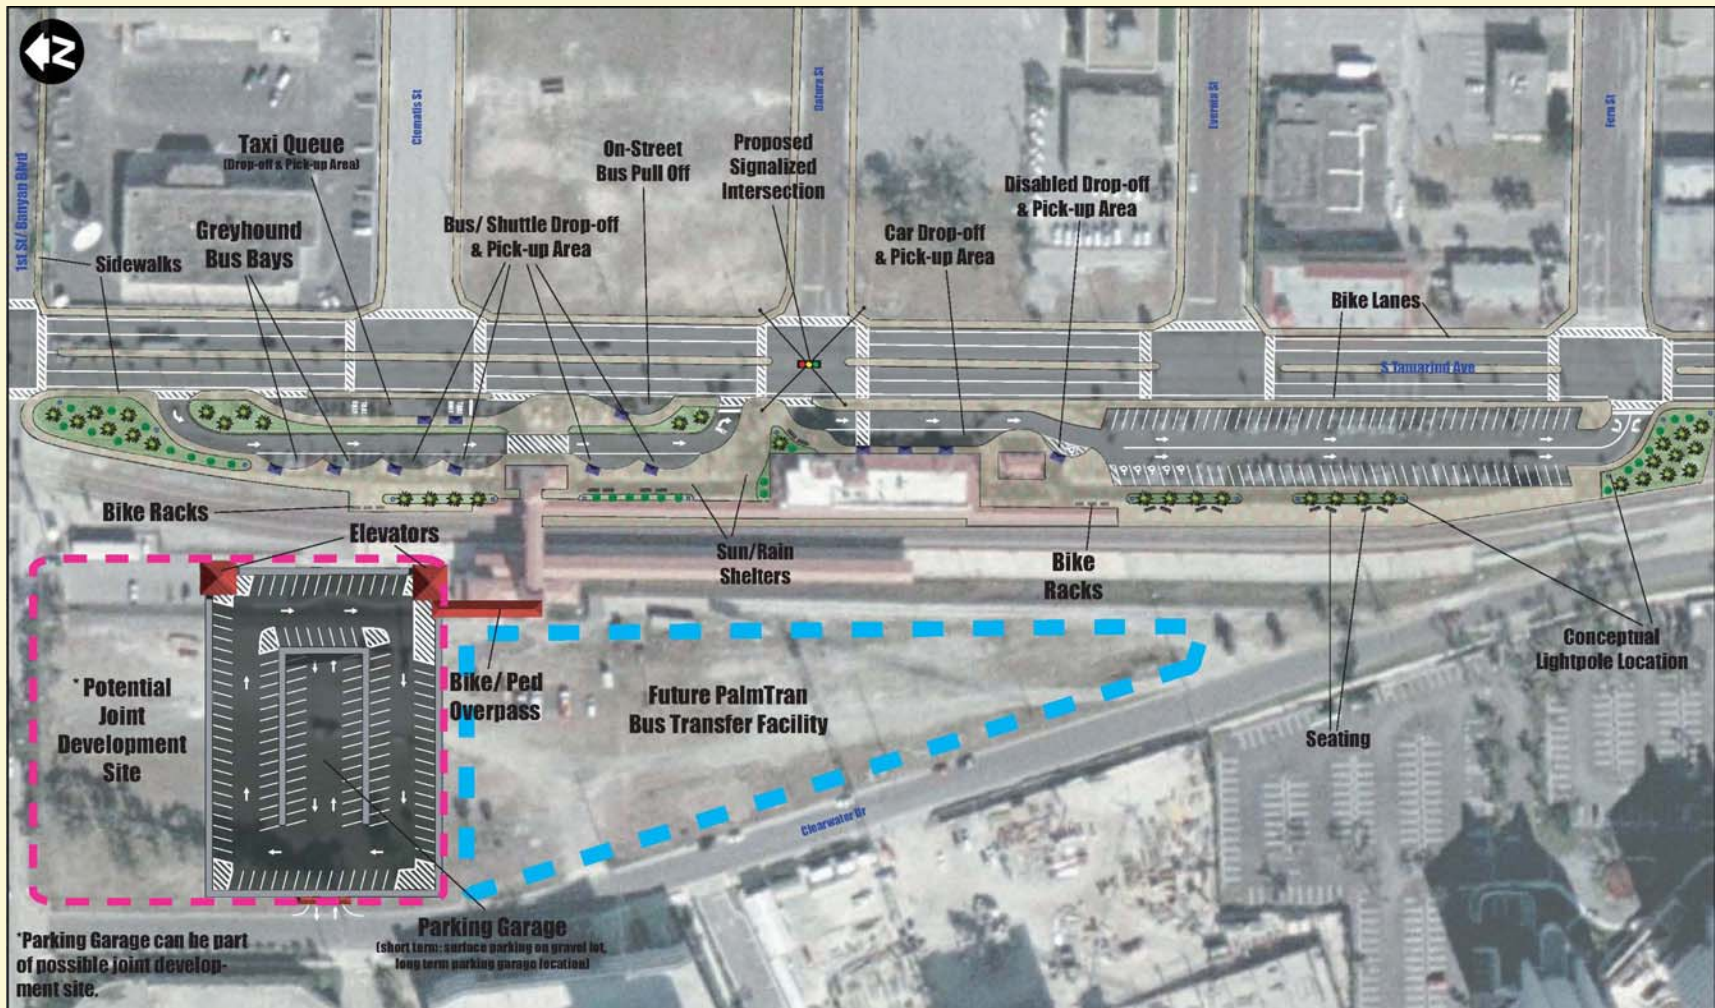 N
1st St/ Banyan Blvd
Clematis St
Datura St
Evernia St
Fern St
Taxi Queue
(Drop-off & Pick-up Area)
On-Street
Bus Pull Off
Proposed
Signalized
Intersection
Disabled Drop-off
& Pick-up Area
Greyhound
Bus Bays
Bus/ Shuttle Drop-off
& Pick-up Area
Car Drop-off
& Pick-up Area
Sidewalks
Bike Lanes
S Tamarind Ave
Bike Racks
Elevators
Sun/Rain
Shelters
Bike
Racks
Conceptual
Lightpole Location
* Potential
Joint
Development
Site
Bike/ Ped
Overpass
Future PalmTran
Bus Transfer Facility
Seating
Clearwater Dr
Parking Garage
(short term: surface parking on gravel lot,
long term parking garage location)
*Parking Garage can be part
of possible joint develop-
ment site.